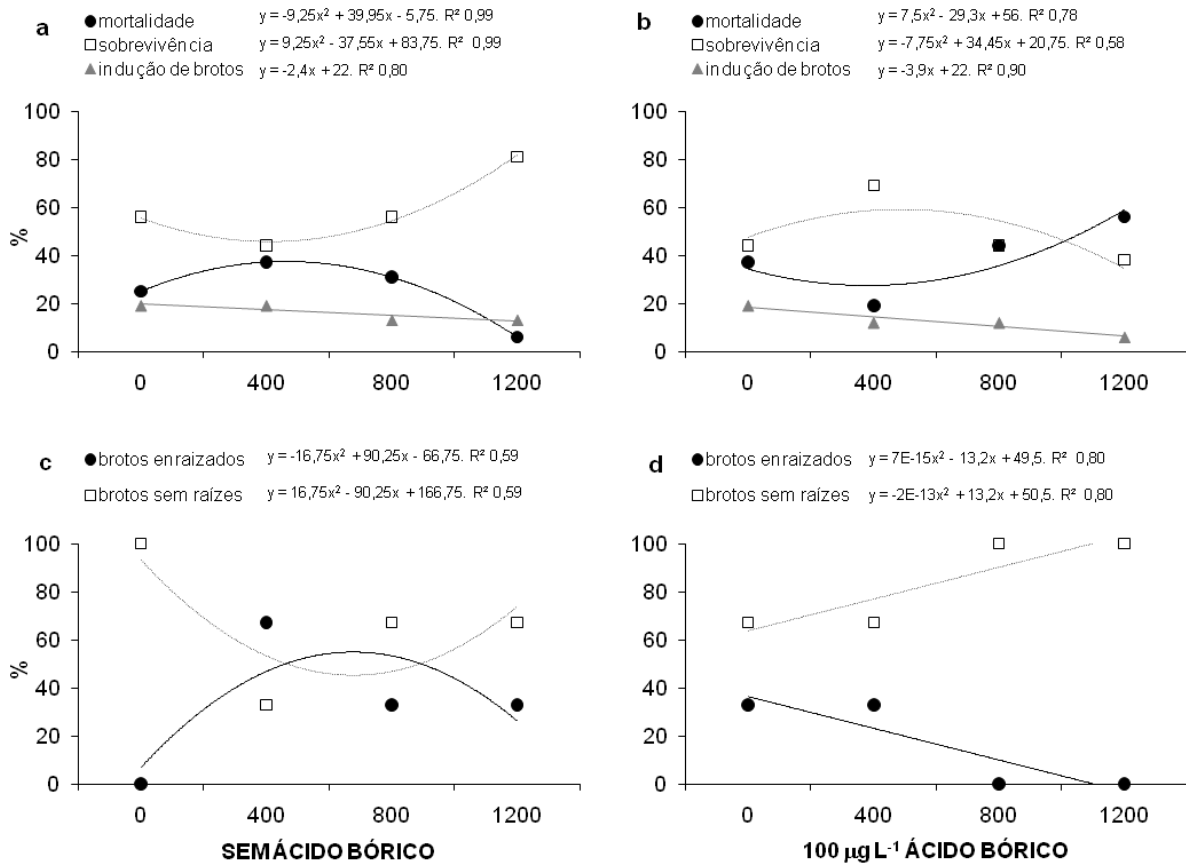 a
mortalidade y = -9,25x² + 39,95x - 5,75. R² 0,99
sobrevivência y = 9,25x² - 37,55x + 83,75. R² 0,99
indução de brotos y = -2,4x + 22. R² 0,80
100
80
60
40
20
0
%
0 400 800 1200
b
mortalidade y = 7,5x² - 29,3x + 56. R² 0,78
sobrevivência y = -7,75x² + 34,45x + 20,75. R² 0,58
indução de brotos y = -3,9x + 22. R² 0,90
100
80
60
40
20
0
0 400 800 1200
c
brotos enraizados y = -16,75x² + 90,25x - 66,75. R² 0,59
brotos sem raízes y = 16,75x² - 90,25x + 166,75. R² 0,59
100
80
60
40
20
0
%
0 400 800 1200
SEM ÁCIDO BÓRICO
d
brotos enraizados y = 7E-15x² - 13,2x + 49,5. R² 0,80
brotos sem raízes y = -2E-13x² + 13,2x + 50,5. R² 0,80
100
80
60
40
20
0
0 400 800 1200
100 µg L⁻¹ ÁCIDO BÓRICO